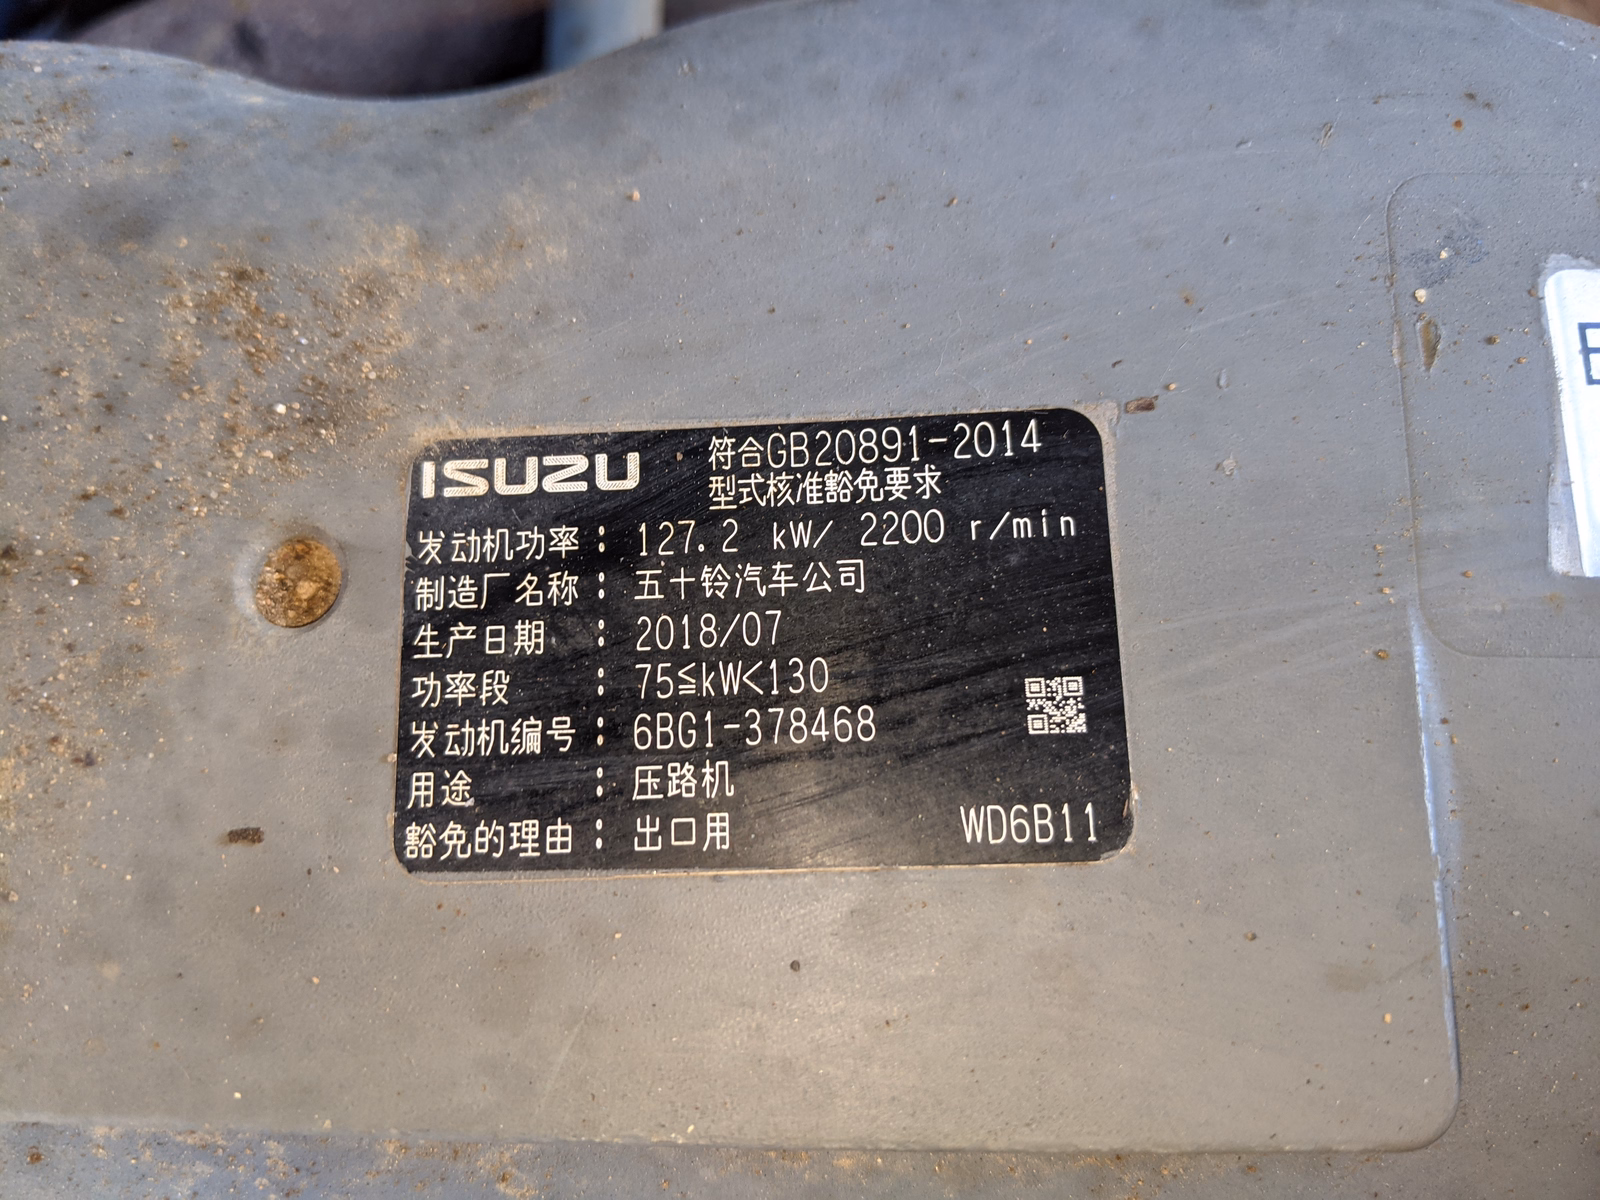 ISUZU
符合GB20891-2014
型式核准豁免要求
发动机功率 : 127.2 kW/ 2200 r/min
制造厂名称 : 五十铃汽车公司
生产日期 : 2018/07
功率段 : 75≦kW<130
发动机编号 : 6BG1-378468
用途 : 压路机
豁免的理由 : 出口用
WD6B11